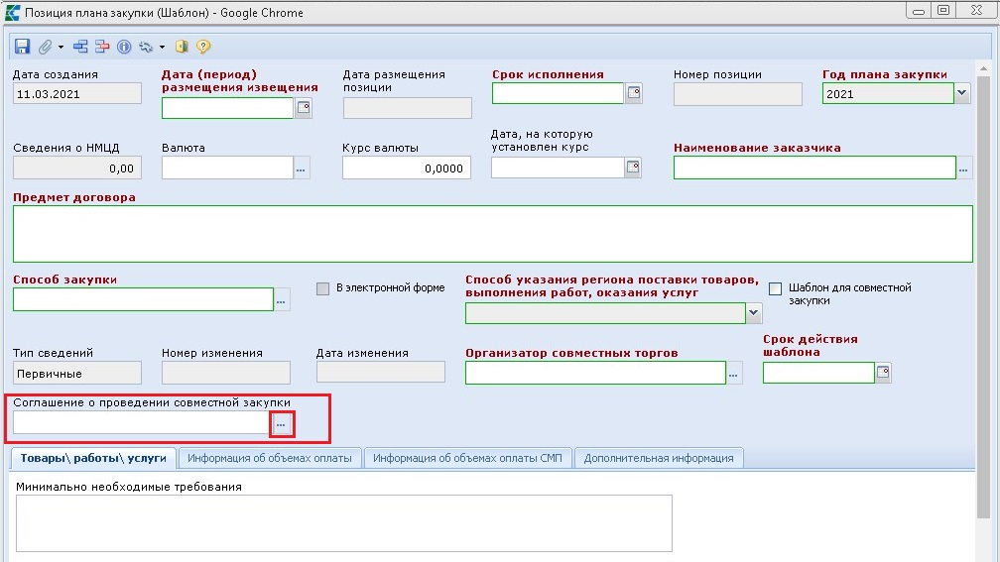 Позиция плана закупки (Шаблон) - Google Chrome
Дата создания
11.03.2021
Дата (период)
размещения извещения
Дата размещения
позиции
Срок исполнения
Номер позиции
Год плана закупки
2021
Сведения о НМЦД
0,00
Валюта
...
Курс валюты
0,0000
Дата, на которую
установлен курс
Наименование заказчика
...
Предмет договора
Способ закупки
...
В электронной форме
Способ указания региона поставки товаров,
выполнения работ, оказания услуг
Шаблон для совместной
закупки
Тип сведений
Первичные
Номер изменения
Дата изменения
Организатор совместных торгов
...
Срок действия
шаблона
Соглашение о проведении совместной закупки
...
Товары\ работы\ услуги
Информация об объемах оплаты
Информация об объемах оплаты СМП
Дополнительная информация
Минимально необходимые требования